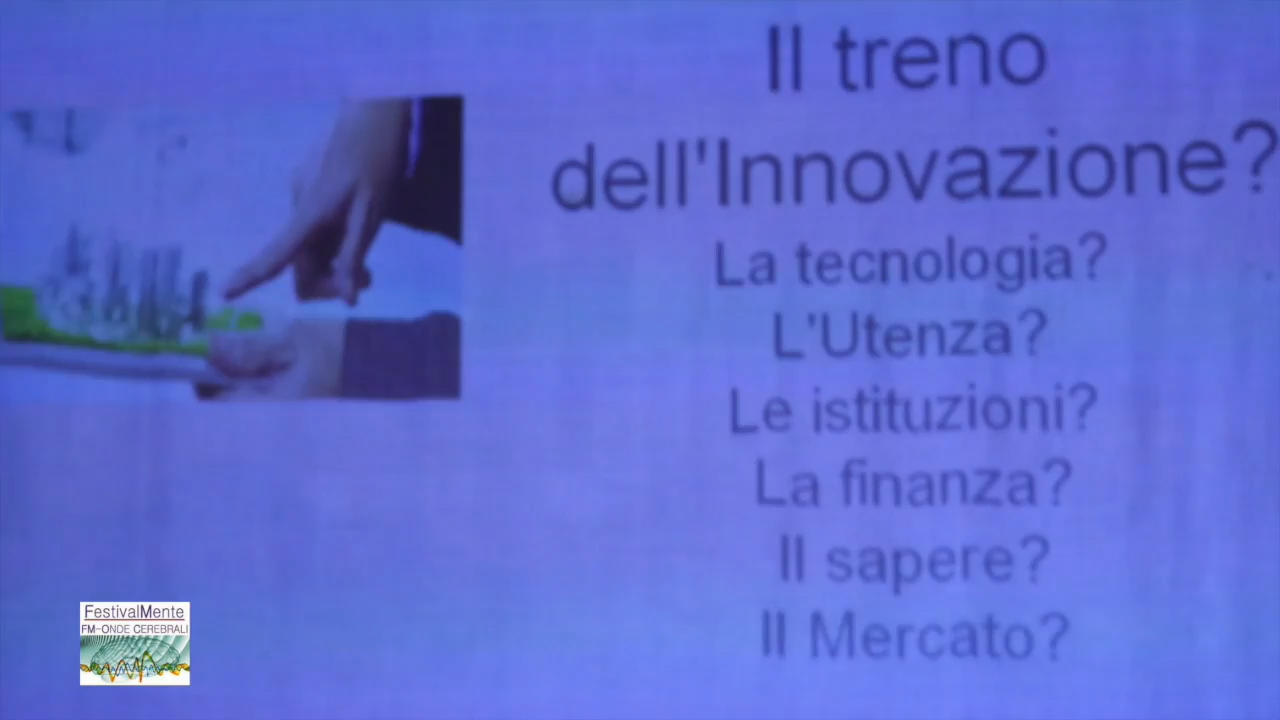 Il treno
dell'Innovazione?
La tecnologia?
L'Utenza?
Le istituzioni?
La finanza?
Il sapere?
Il Mercato?
FestivalMente
FM-ONDE CEREBRALI